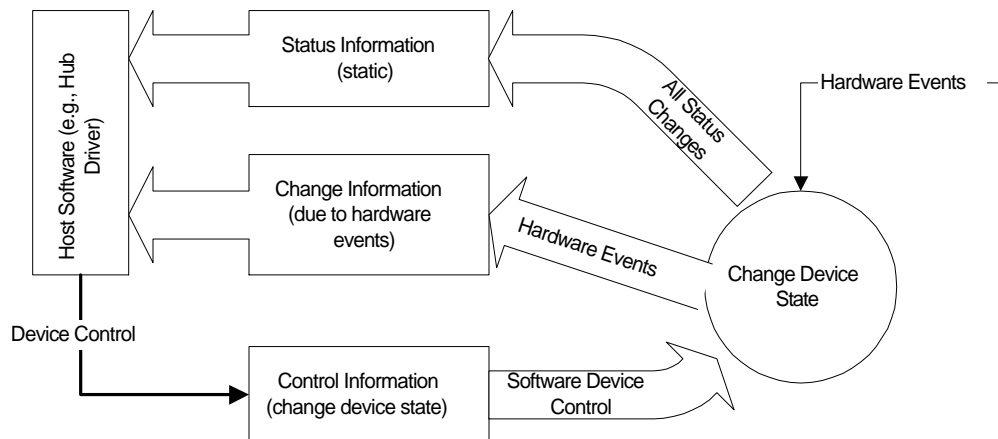 Host Software (e.g., Hub
Driver)
Status Information
(static)
All Status
Changes
Hardware Events
Change Information
(due to hardware
events)
Hardware Events
Change Device
State
Device Control
Control Information
(change device state)
Software Device
Control